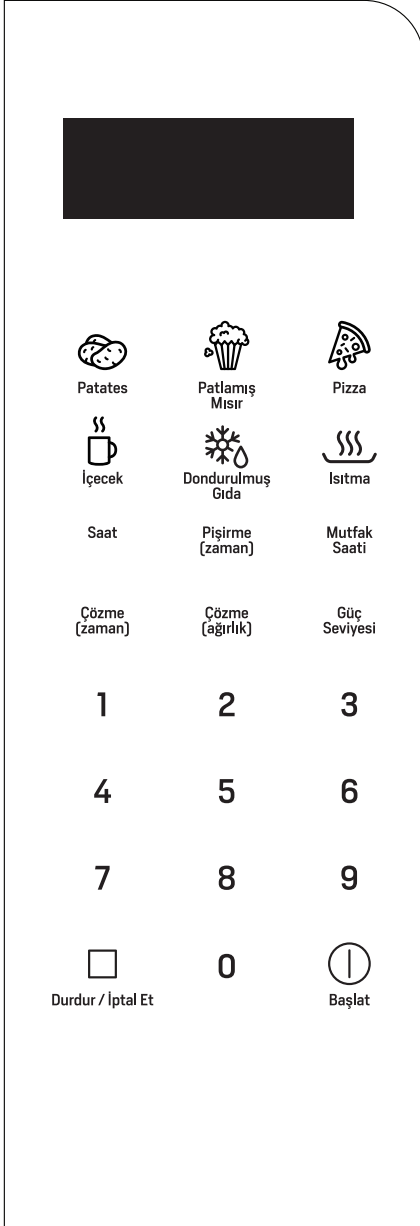 Patates Patlamış Pizza
Mısır
İçecek Dondurulmuş Isıtma
Gıda
Saat Pişirme Mutfak
(zaman) Saati
Çözme Çözme Güç
(zaman) (ağırlık) Seviyesi
1 2 3
4 5 6
7 8 9
0
Durdur / İptal Et Başlat